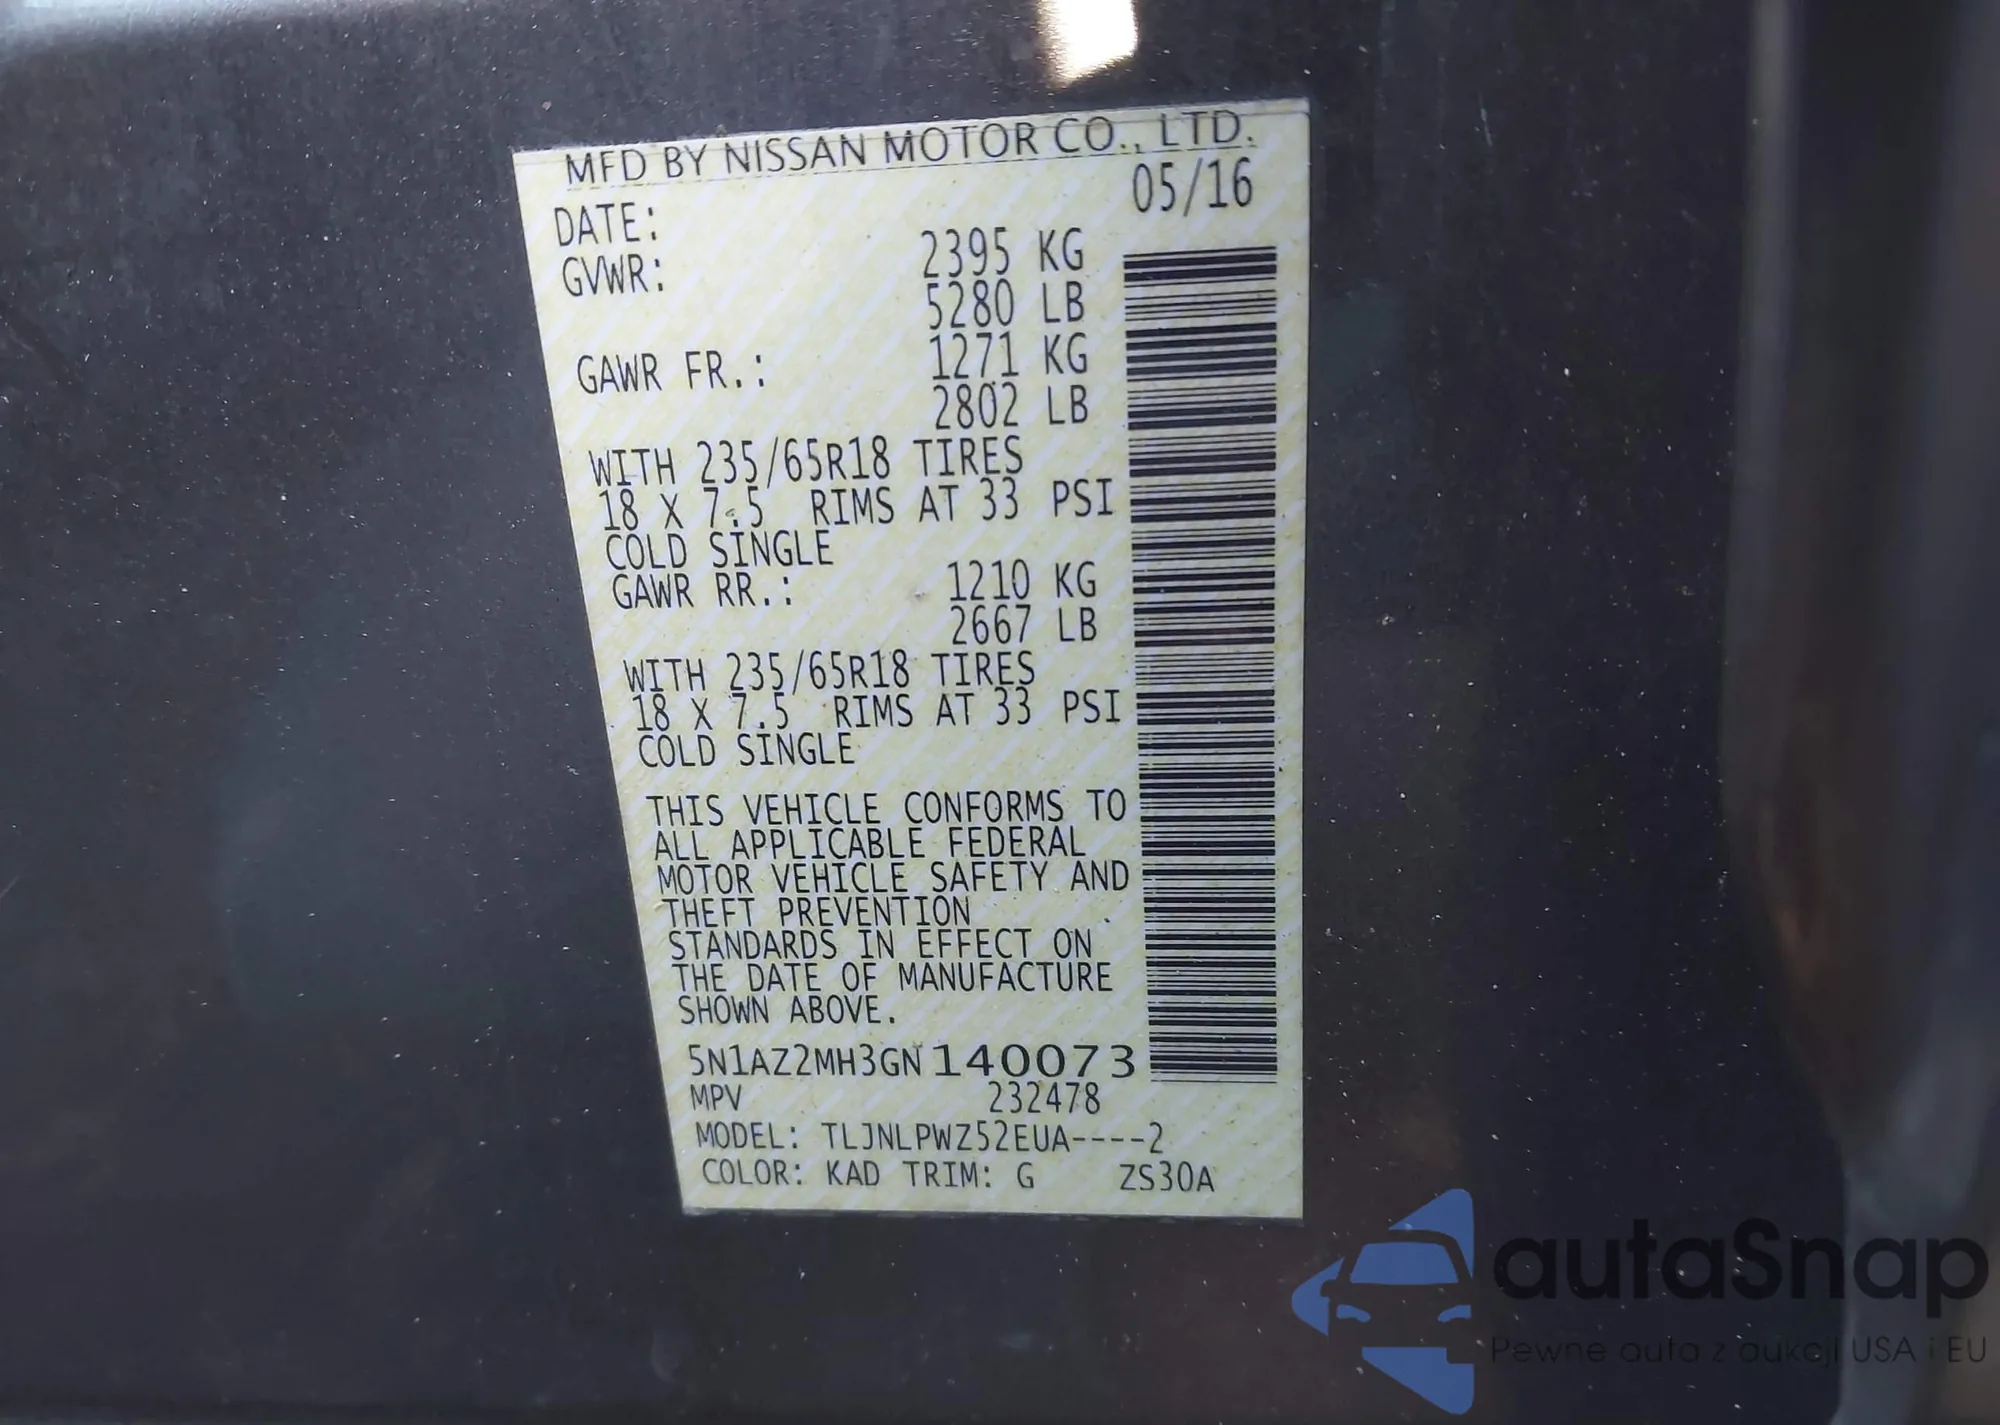 MFD BY NISSAN MOTOR CO., LTD.
DATE: 05/16
GVWR: 2395 KG
5280 LB
GAWR FR.: 1271 KG
2802 LB
WITH 235/65R18 TIRES
18 X 7.5 RIMS AT 33 PSI
COLD SINGLE
GAWR RR.: 1210 KG
2667 LB
WITH 235/65R18 TIRES
18 X 7.5 RIMS AT 33 PSI
COLD SINGLE
THIS VEHICLE CONFORMS TO
ALL APPLICABLE FEDERAL
MOTOR VEHICLE SAFETY AND
THEFT PREVENTION
STANDARDS IN EFFECT ON
THE DATE OF MANUFACTURE
SHOWN ABOVE.
5N1AZ2MH3GN140073
MPV 232478
MODEL: TLJNLPWZ52EUA----2
COLOR: KAD TRIM: G ZS30A
autaSnap
Pewne auta z aukcji USA i EU